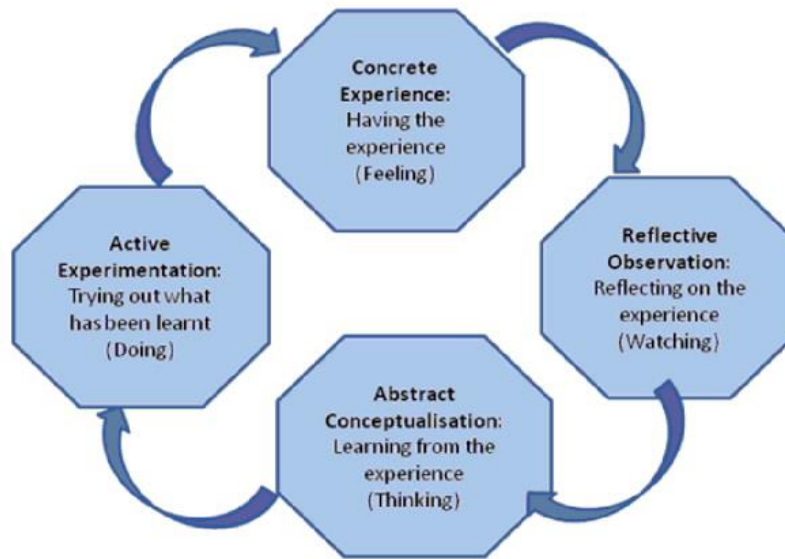 Concrete
Experience:
Having the
experience
(Feeling)
Reflective
Observation:
Reflecting on the
experience
(Watching)
Abstract
Conceptualisation:
Learning from the
experience
(Thinking)
Active
Experimentation:
Trying out what
has been learnt
(Doing)